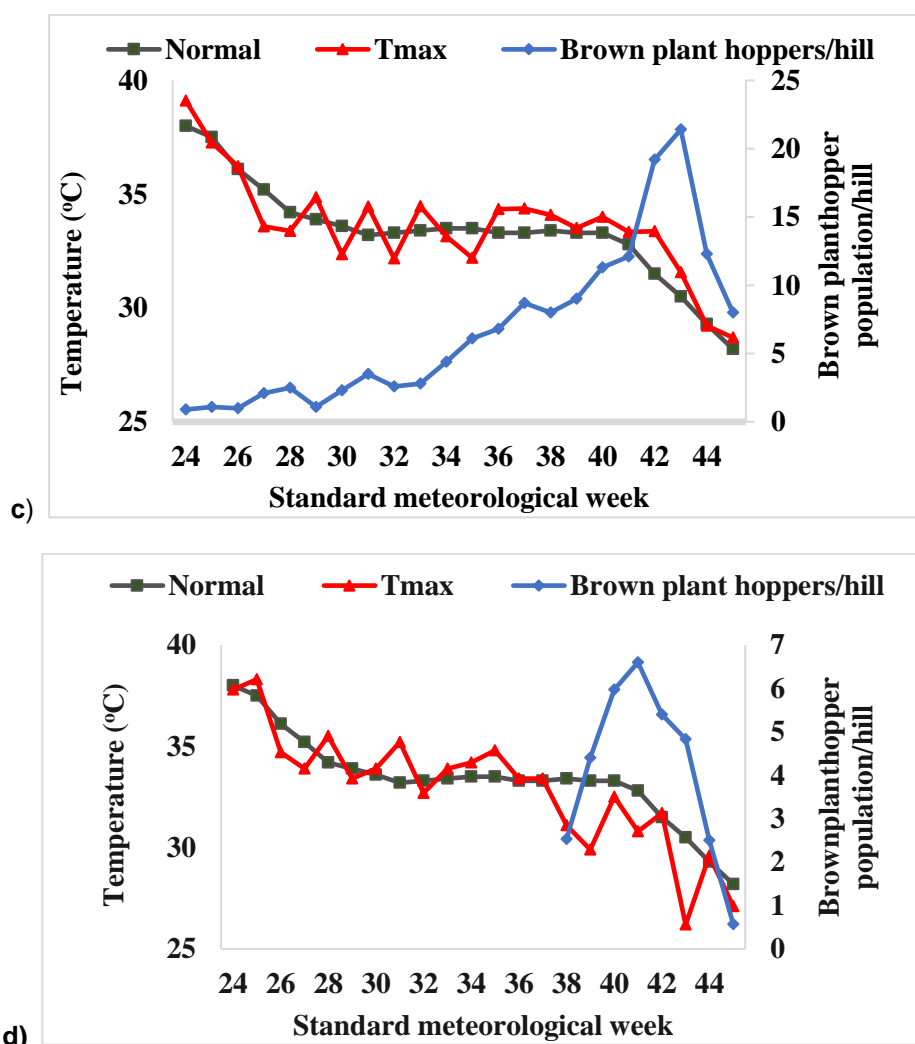 Normal Tmax Brown plant hoppers/hill
40 25
35 20
15
30 10
5
25 0
24 26 28 30 32 34 36 38 40 42 44
Temperature (oC)
Brown planthopper
population/hill
Standard meteorological week
c)
Normal Tmax Brown plant hoppers/hill
40 7
6
35 5
4
30 3
2
1
25 0
24 26 28 30 32 34 36 38 40 42 44
Temperature (oC)
Brownplanthopper
population/hill
Standard meteorological week
d)